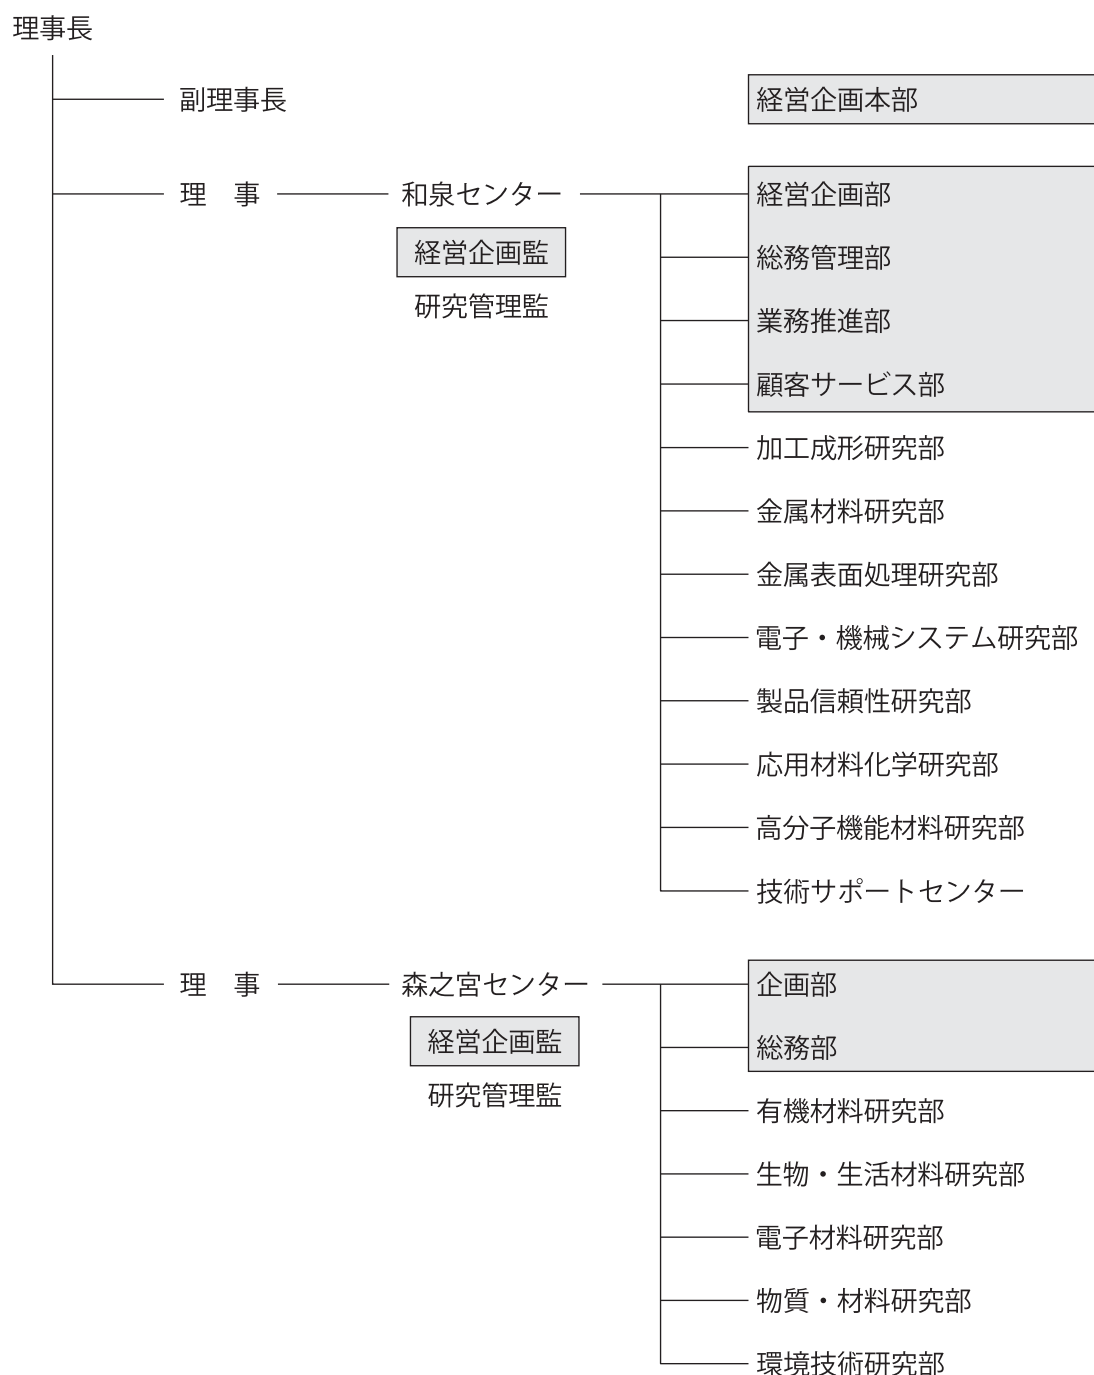 理事長
副理事長
経営企画本部
理　事
和泉センター
経営企画監
研究管理監
経営企画部
総務管理部
業務推進部
顧客サービス部
加工成形研究部
金属材料研究部
金属表面処理研究部
電子・機械システム研究部
製品信頼性研究部
応用材料化学研究部
高分子機能材料研究部
技術サポートセンター
理　事
森之宮センター
経営企画監
研究管理監
企画部
総務部
有機材料研究部
生物・生活材料研究部
電子材料研究部
物質・材料研究部
環境技術研究部